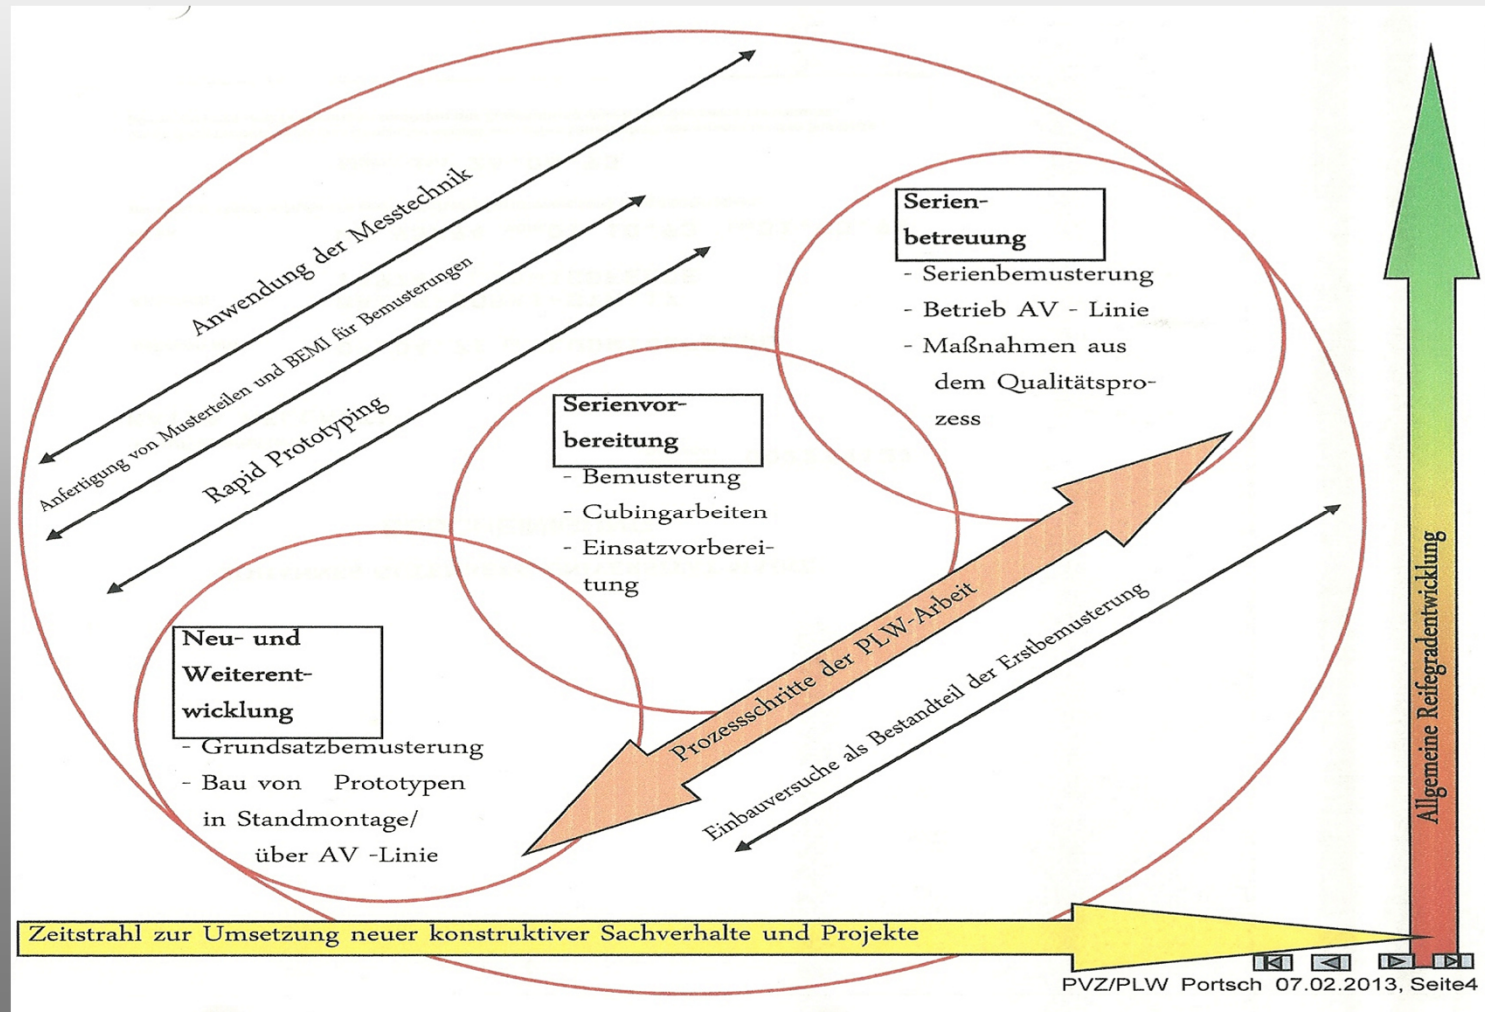 Anwendung der Messtechnik
Anfertigung von Musterteilen und BEMI für Bemusterungen
Rapid Prototyping
Serien-
betreuung
- Serienbemusterung
- Betrieb AV - Linie
- Maßnahmen aus
dem Qualitätspro-
zess
Serienvor-
bereitung
- Bemusterung
- Cubingarbeiten
- Einsatzvorberei-
tung
Neu- und
Weiterent-
wicklung
- Grundsatzbemusterung
- Bau von Prototypen
in Standmontage/
über AV -Linie
Prozessschritte der PLW-Arbeit
Einbauversuche als Bestandteil der Erstbemusterung
Allgemeine Reifegradentwicklung
Zeitstrahl zur Umsetzung neuer konstruktiver Sachverhalte und Projekte
PVZ/PLW Portsch 07.02.2013, Seite4